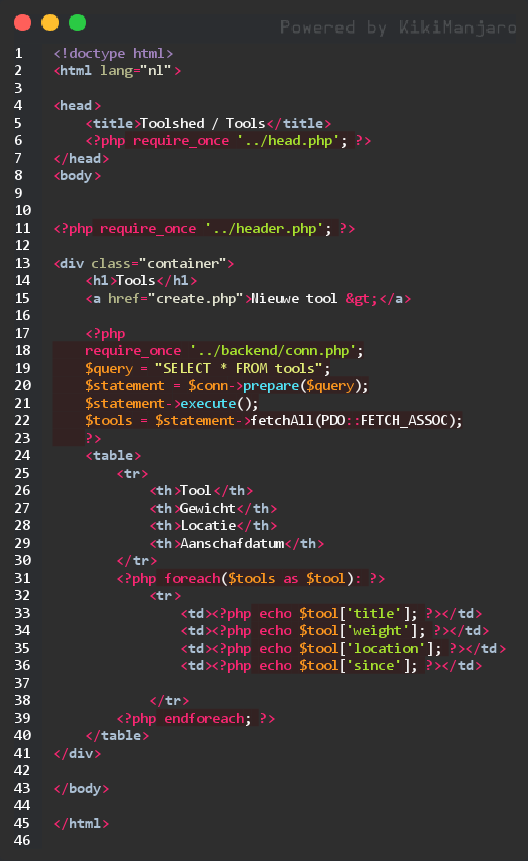 Powered by KikiManjaro
1 <!doctype html>
2 <html lang="nl">
3
4 <head>
5     <title>Toolshed / Tools</title>
6     <?php require_once '../head.php'; ?>
7 </head>
8 <body>
9
10
11 <?php require_once '../header.php'; ?>
12
13 <div class="container">
14     <h1>Tools</h1>
15     <a href="create.php">Nieuwe tool &gt;</a>
16
17     <?php
18     require_once '../backend/conn.php';
19     $query = "SELECT * FROM tools";
20     $statement = $conn->prepare($query);
21     $statement->execute();
22     $tools = $statement->fetchAll(PDO::FETCH_ASSOC);
23     ?>
24     <table>
25         <tr>
26             <th>Tool</th>
27             <th>Gewicht</th>
28             <th>Locatie</th>
29             <th>Aanschafdatum</th>
30         </tr>
31         <?php foreach($tools as $tool): ?>
32             <tr>
33                 <td><?php echo $tool['title']; ?></td>
34                 <td><?php echo $tool['weight']; ?></td>
35                 <td><?php echo $tool['location']; ?></td>
36                 <td><?php echo $tool['since']; ?></td>
37
38             </tr>
39         <?php endforeach; ?>
40     </table>
41 </div>
42
43 </body>
44
45 </html>
46